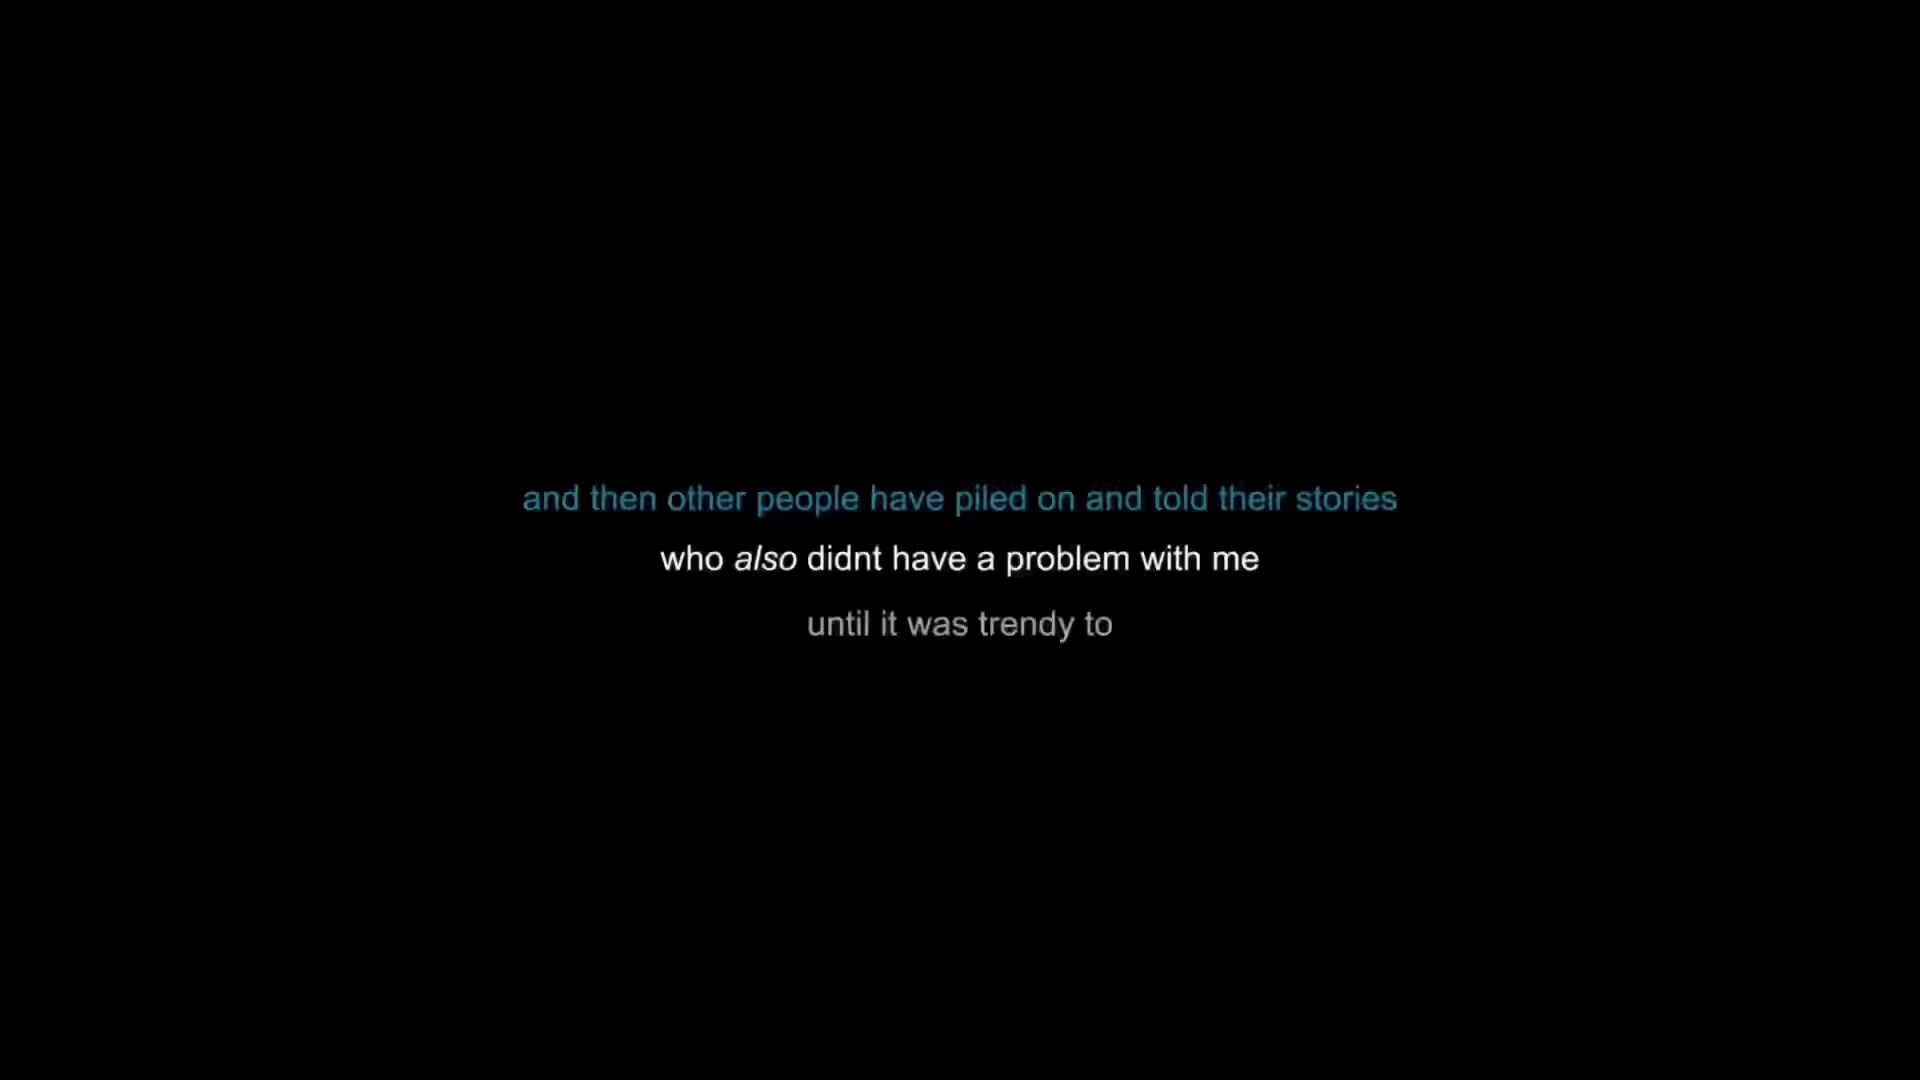 and then other people have piled on and told their stories
who also didnt have a problem with me
until it was trendy to